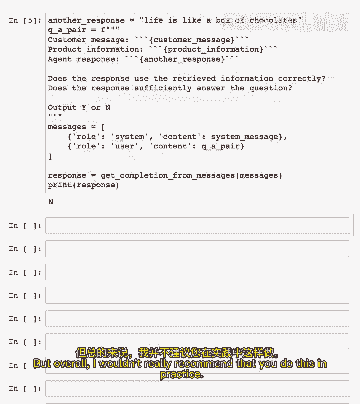 In [5]: another_response = "life is like a box of chocolates"
q_a_pair = f"""
Customer message: ```{customer_message}```
Product information: ```{product_information}```
Agent response: ```{another_response}```
Does the response use the retrieved information correctly?
Does the response sufficiently answer the question?
Output Y or N
"""
messages = [
{'role': 'system', 'content': system_message},
{'role': 'user', 'content': q_a_pair}
]
response = get_completion_from_messages(messages)
print(response)
N
In [ ]:
In [ ]:
In [ ]:
In [ ]:
In [ ]:
In [ ]:
但总的来说，我并不建议您在实践中这样做。
In [ ]:
But overall, I wouldn't really recommend that you do this in
practice.
In [ ]: